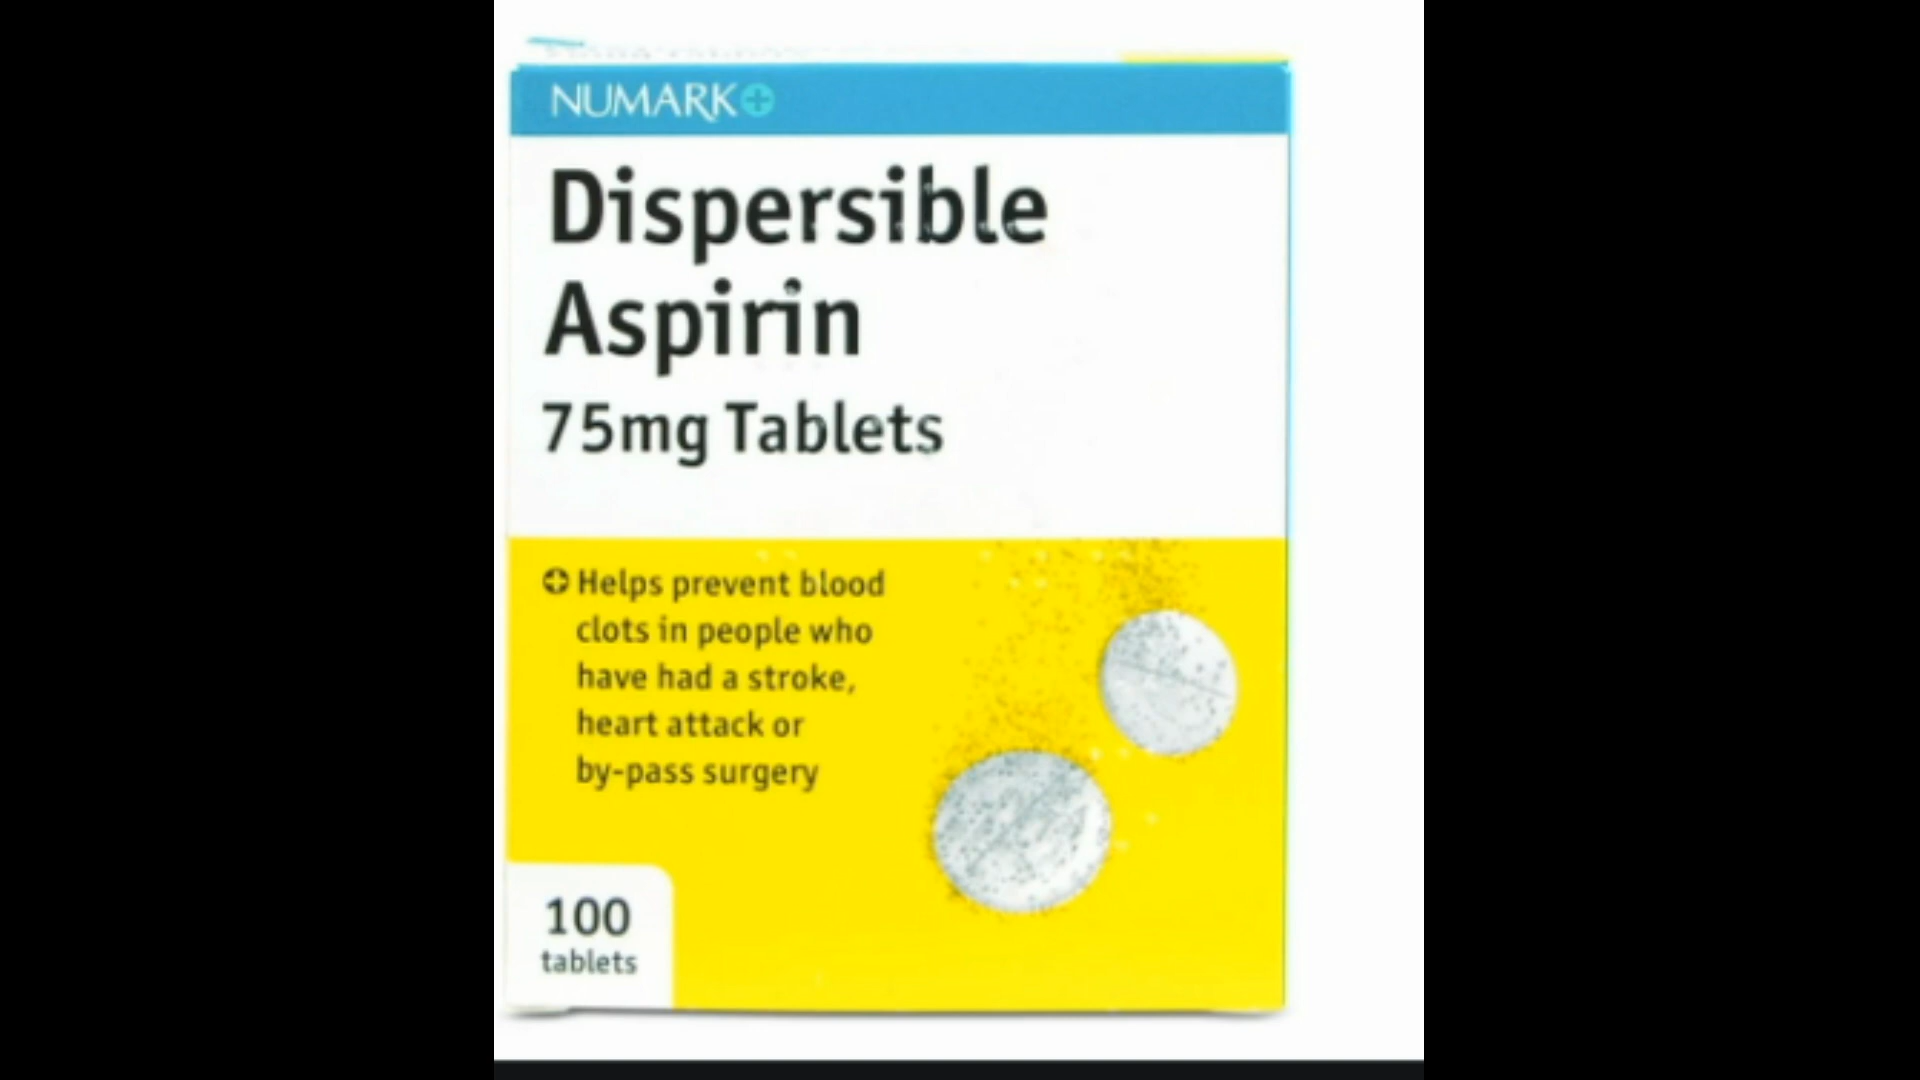 NUMARK
Dispersible
Aspirin
75mg Tablets
Helps prevent blood
clots in people who
have had a stroke,
heart attack or
by-pass surgery
100
tablets